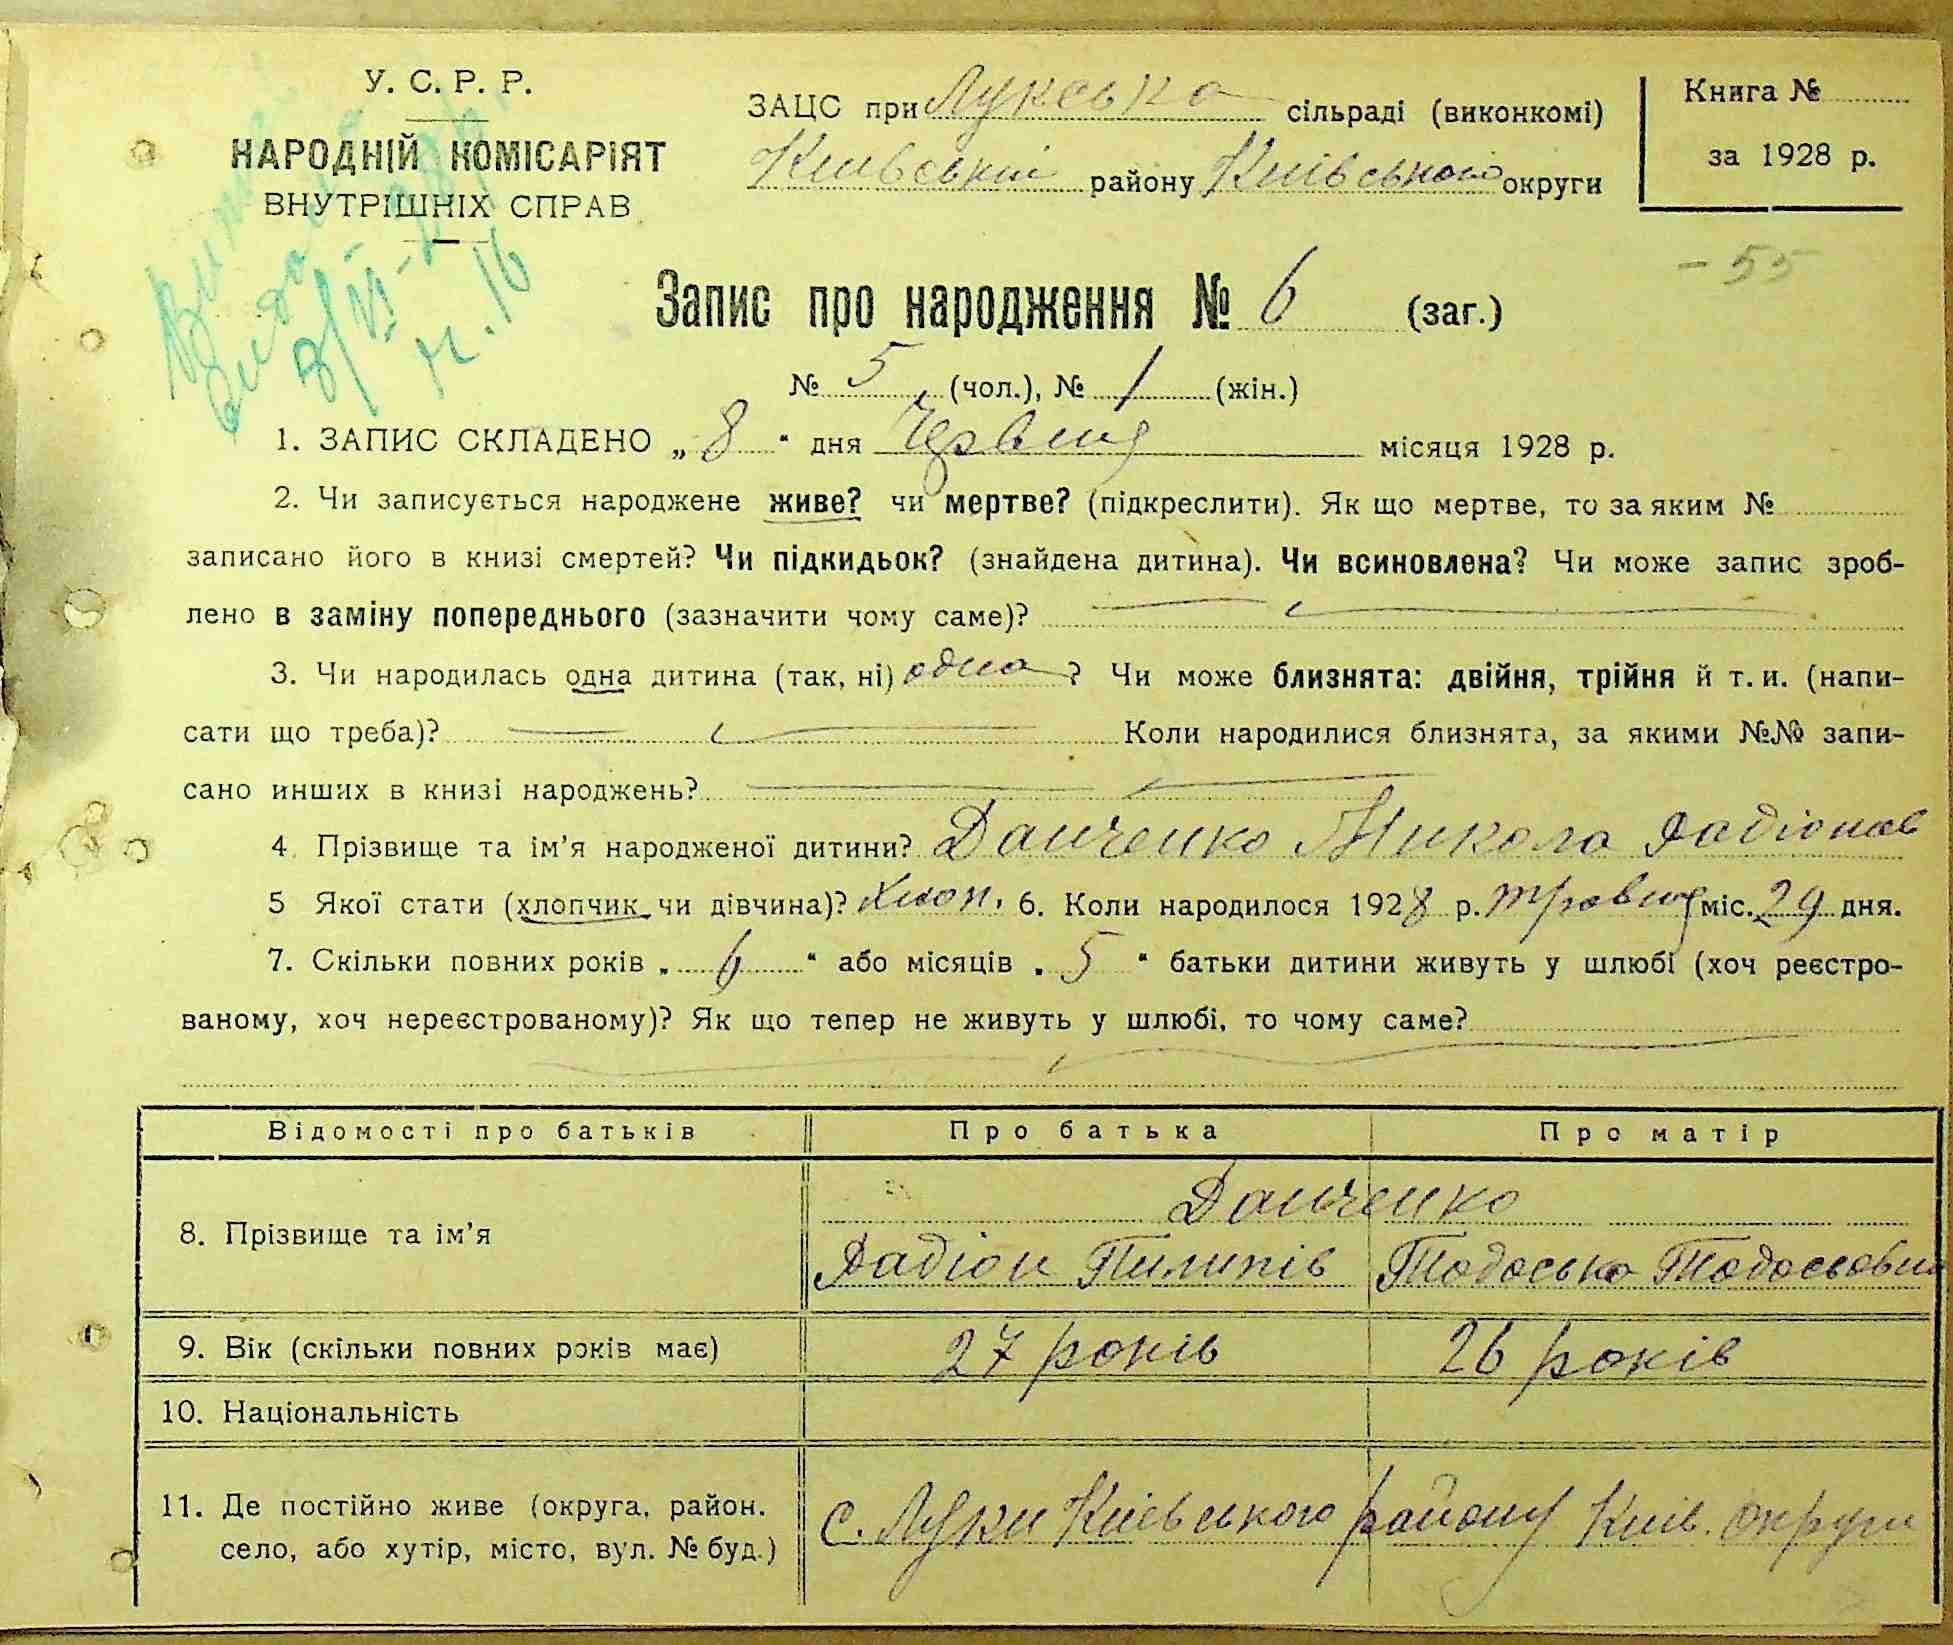 У. С. Р. Р.
НАРОДНІЙ КОМІСАРІЯТ
ВНУТРІШНІХ СПРАВ
ЗАЦС при Лукська сільраді (виконкомі)
Київський району Київського округи
Книга №
за 1928 р.
- 55
Запис про народження № 6 (заг.)
№ 5 (чол.), № 1 (жін.)
1. ЗАПИС СКЛАДЕНО „ 8 “ дня Червня місяця 1928 р.
2. Чи записується народжене живе? чи мертве? (підкреслити). Як що мертве, то за яким №
записано його в книзі смертей? Чи підкидьок? (знайдена дитина). Чи всиновлена? Чи може запис зроб-
лено в заміну попереднього (зазначити чому саме)?
3. Чи народилась одна дитина (так, ні) одна ? Чи може близнята: двійня, трійня й т. и. (напи-
сати що треба)? Коли народилися близнята, за якими №№ запи-
сано инших в книзі народжень?
4. Прізвище та ім’я народженої дитини? Данченко Микола Радіонов
5 Якої стати (хлопчик чи дівчина)? хлоп. 6. Коли народилося 1928 р. травня міс. 29 дня.
7. Скільки повних років „ 6 “ або місяців „ 5 “ батьки дитини живуть у шлюбі (хоч реєстро-
ваному, хоч нереєстрованому)? Як що тепер не живуть у шлюбі, то чому саме?
Відомості про батьків Про батька Про матір
8. Прізвище та ім’я Данченко
Радіон Пилипів Тодоська Тодосьовна
9. Вік (скільки повних років має) 27 років 26 років
10. Національність
11. Де постійно живе (округа, район. село, або хутір, місто, вул. № буд.) с. Луки Київського району Київ. округи